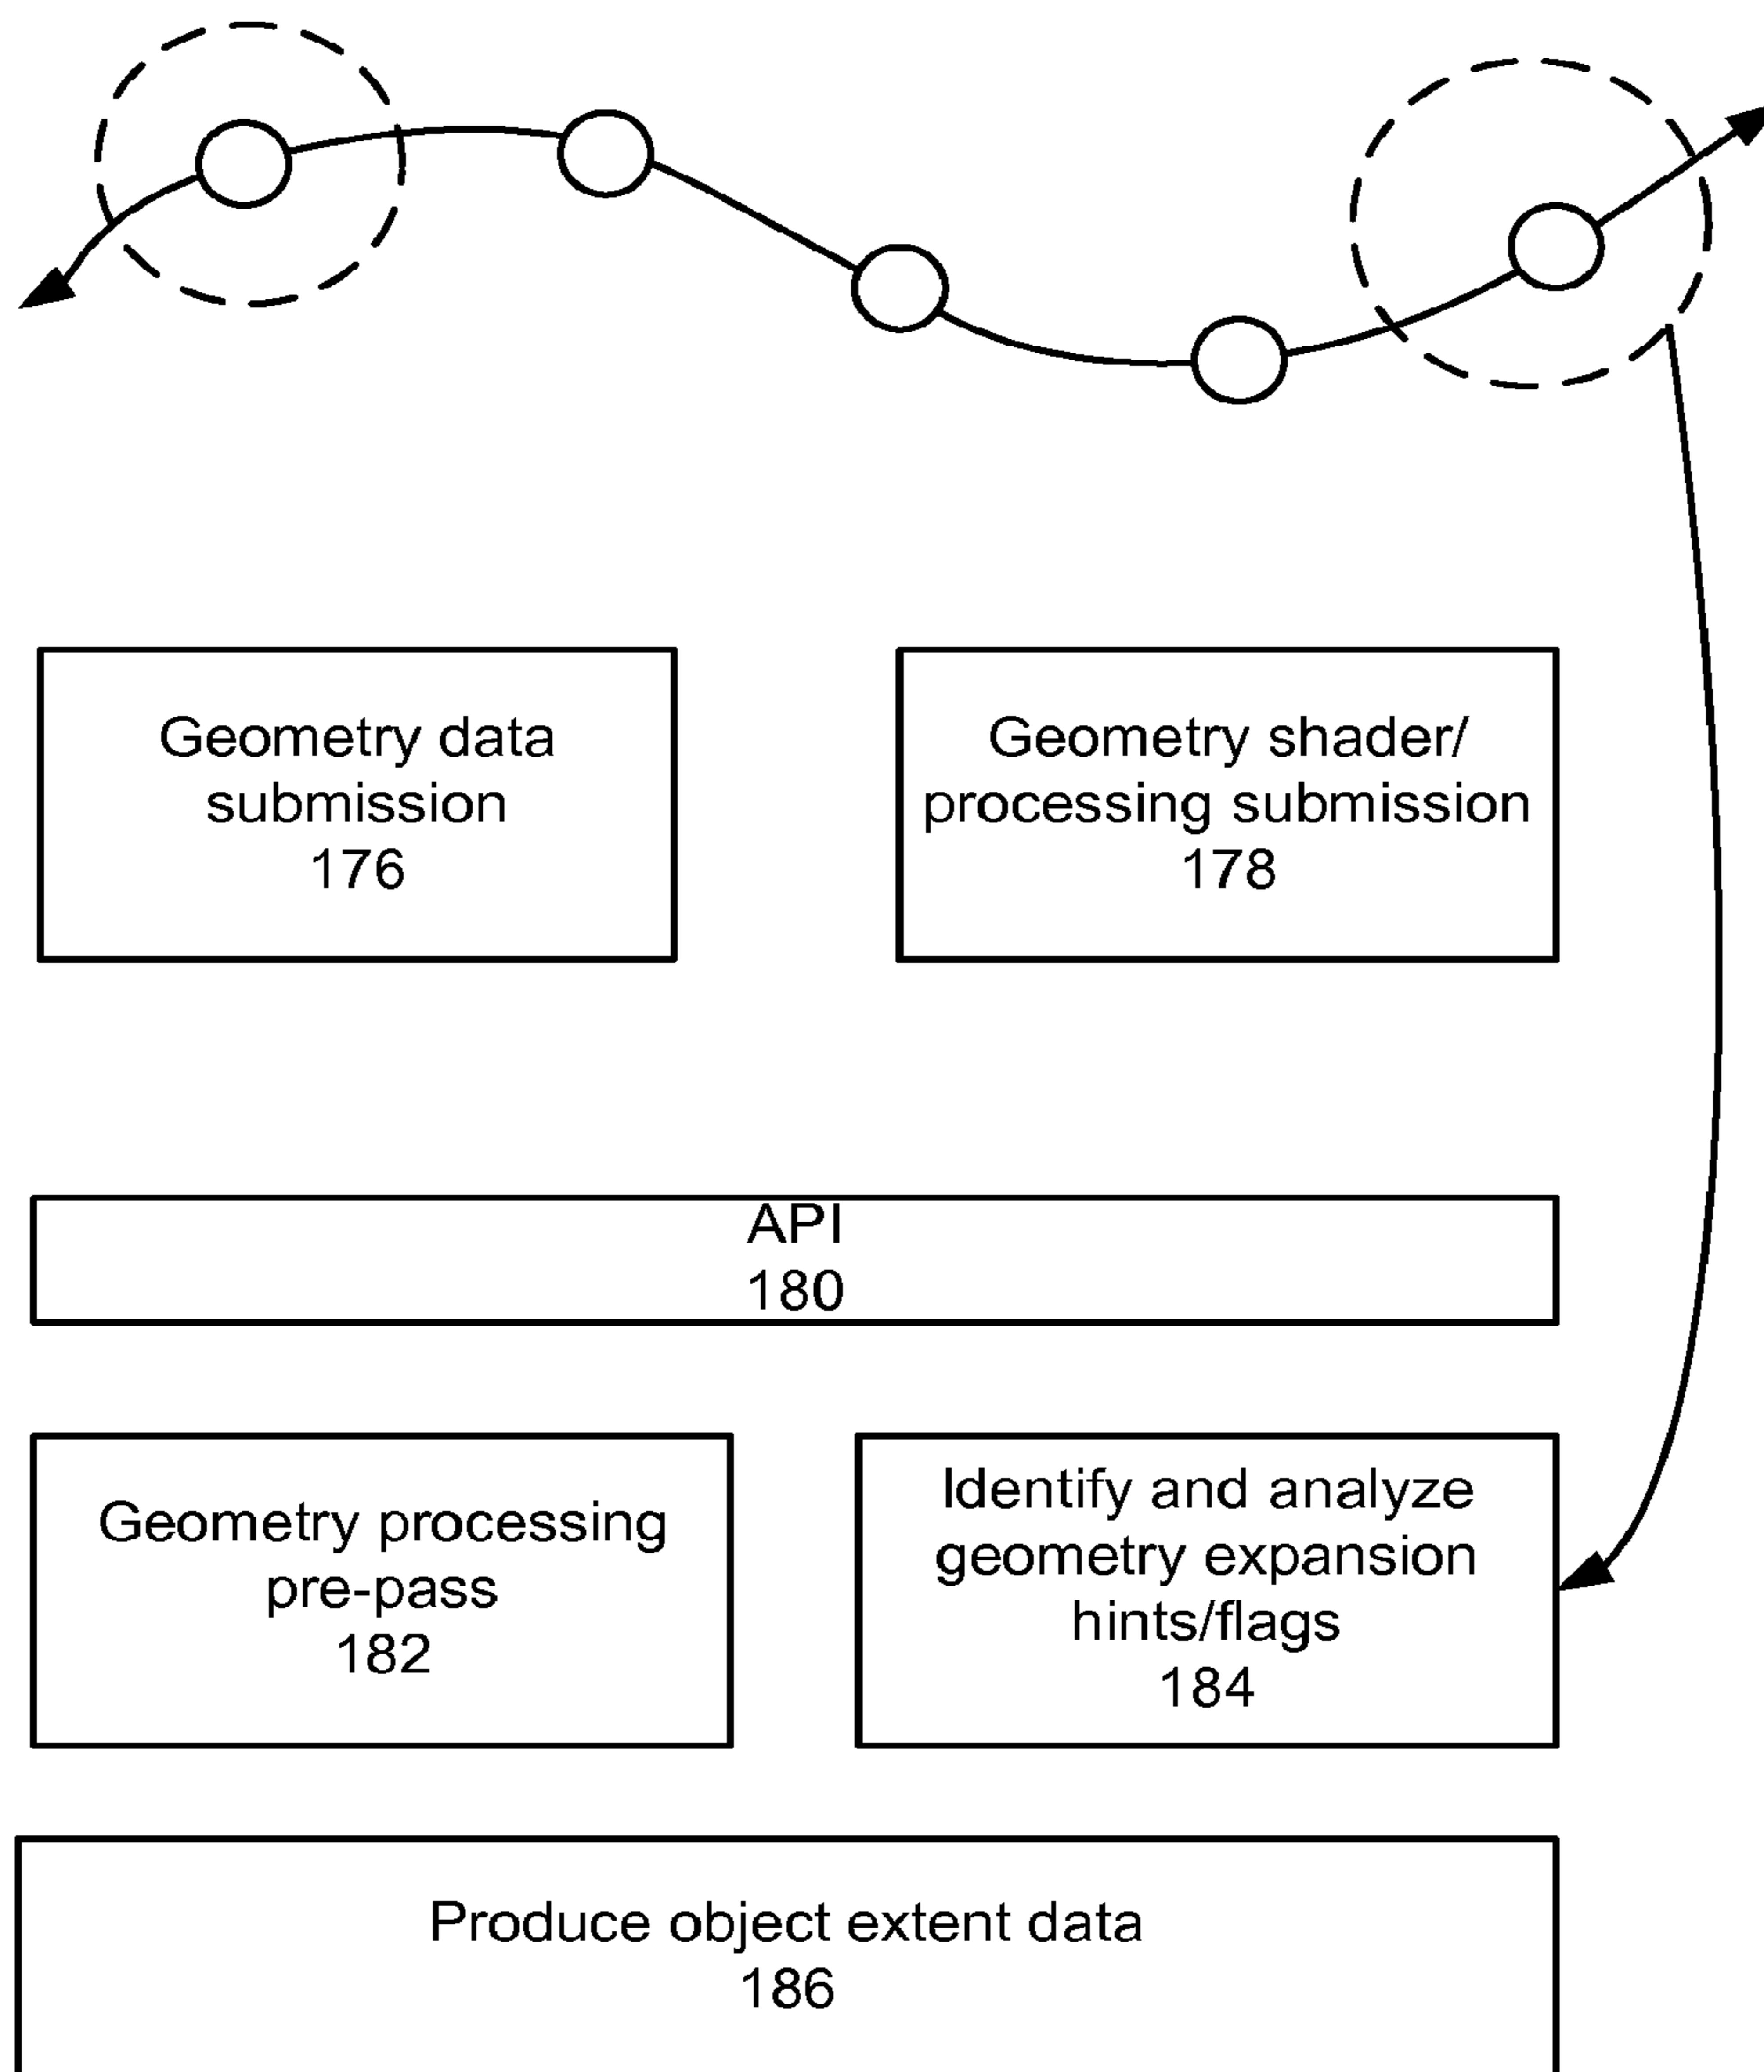 Geometry data
submission
176
Geometry shader/
processing submission
178
API
180
Geometry processing
pre-pass
182
Identify and analyze
geometry expansion
hints/flags
184
Produce object extent data
186